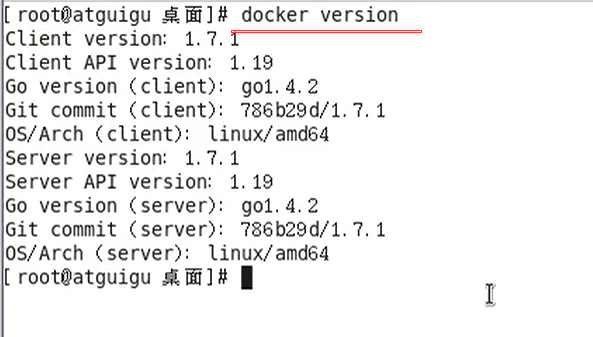 [root@atguigu 桌面]# docker version
Client version: 1.7.1
Client API version: 1.19
Go version (client): go1.4.2
Git commit (client): 786b29d/1.7.1
OS/Arch (client): linux/amd64
Server version: 1.7.1
Server API version: 1.19
Go version (server): go1.4.2
Git commit (server): 786b29d/1.7.1
OS/Arch (server): linux/amd64
[root@atguigu 桌面]#